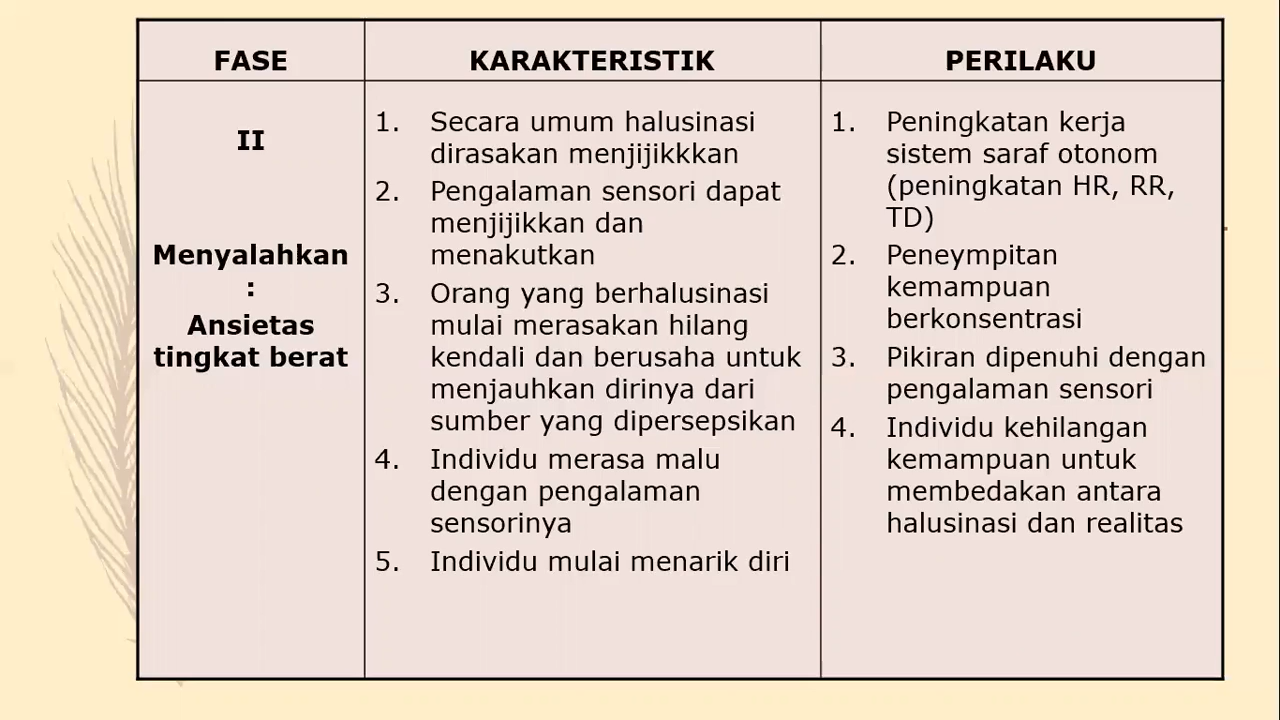 FASE
KARAKTERISTIK
PERILAKU
II
Menyalahkan
:
Ansietas
tingkat berat
1. Secara umum halusinasi
dirasakan menjijikkkan
2. Pengalaman sensori dapat
menjijikkan dan
menakutkan
3. Orang yang berhalusinasi
mulai merasakan hilang
kendali dan berusaha untuk
menjauhkan dirinya dari
sumber yang dipersepsikan
4. Individu merasa malu
dengan pengalaman
sensorinya
5. Individu mulai menarik diri
1. Peningkatan kerja
sistem saraf otonom
(peningkatan HR, RR,
TD)
2. Peneympitan
kemampuan
berkonsentrasi
3. Pikiran dipenuhi dengan
pengalaman sensori
4. Individu kehilangan
kemampuan untuk
membedakan antara
halusinasi dan realitas